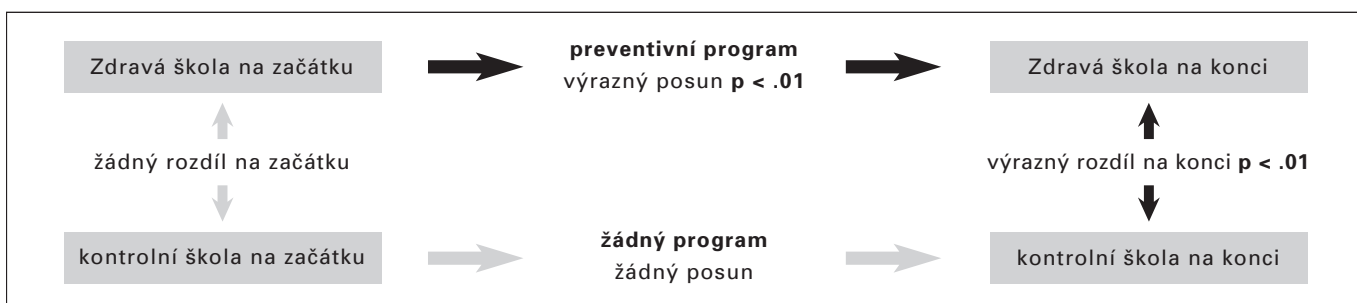 Zdravá škola na začátku
preventivní program
výrazný posun p < .01
Zdravá škola na konci
žádný rozdíl na začátku
výrazný rozdíl na konci p < .01
kontrolní škola na začátku
žádný program
žádný posun
kontrolní škola na konci